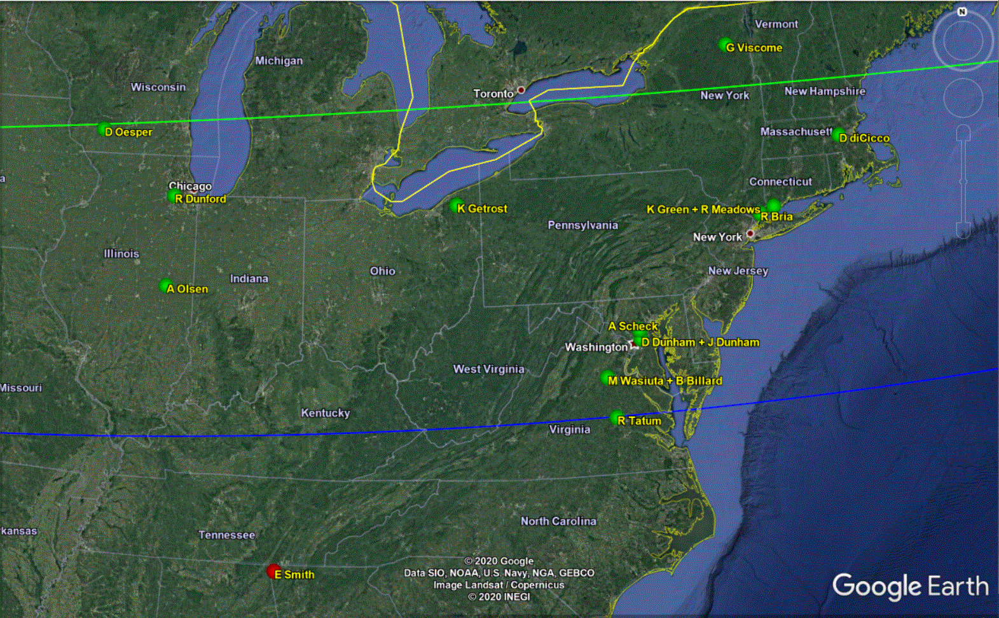 N
Vermont
G Viscome
Michigan
Wisconsin
Toronto
New York
New Hampshire
D Oesper
Massachusett
D diCicco
a
Chicago
R Dunford
Connecticut
K Getrost
K Green + R Meadows
R Bria
Pennsylvania
New York
Illinois
Indiana
Ohio
New Jersey
A Olsen
A Scheck
Washington
D Dunham + J Dunham
West Virginia
M Wasiuta + B Billard
Missouri
Kentucky
R Tatum
Virginia
North Carolina
kansas
Tennessee
E Smith
© 2020 Google
Data SIO, NOAA, U.S. Navy, NGA, GEBCO
Image Landsat / Copernicus
© 2020 INEGI
Google Earth